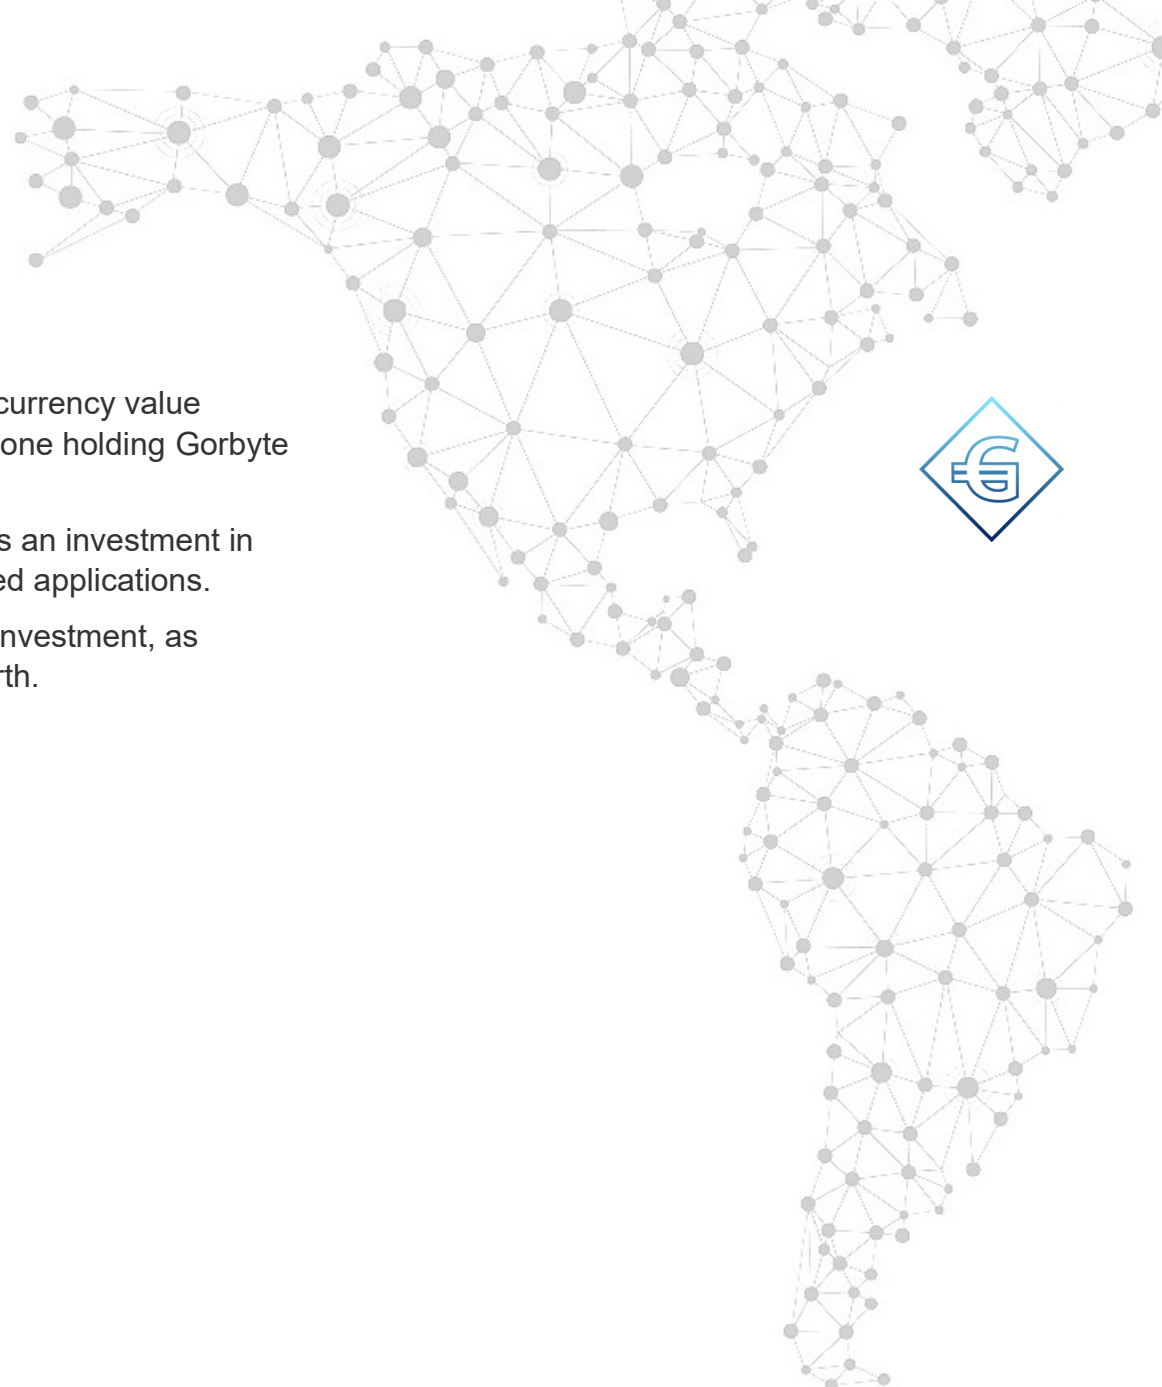 currency value
one holding Gorbyte
s an investment in
ed applications.
nvestment, as
rth.